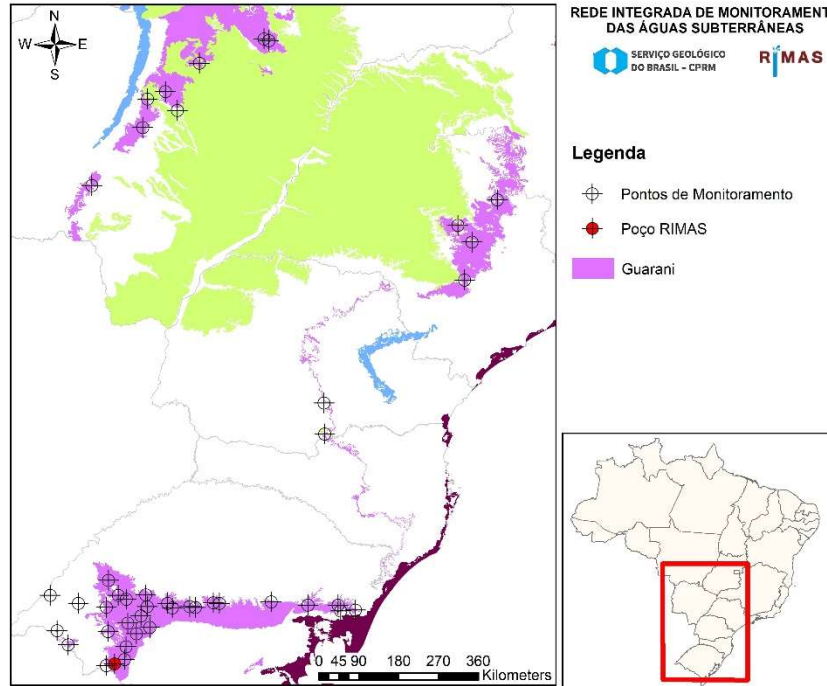 N
W E
S
REDE INTEGRADA DE MONITORAMENT
DAS ÁGUAS SUBTERRÂNEAS
SERVIÇO GEOLÓGICO
DO BRASIL – CPRM
RIMAS
Legenda
Pontos de Monitoramento
Poço RIMAS
Guarani
0 45 90 180 270 360
Kilometers